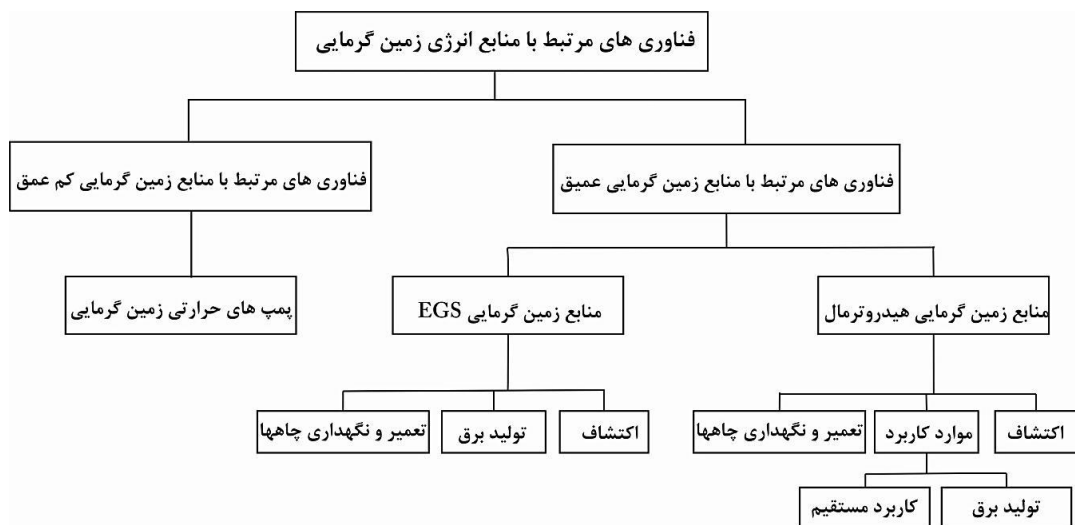 فناوری های مرتبط با منابع انرژی زمین گرمایی
فناوری های مرتبط با منابع زمین گرمایی عمیق
فناوری های مرتبط با منابع زمین گرمایی کم عمق
منابع زمین گرمایی هیدروترمال
منابع زمین گرمایی EGS
پمپ های حرارتی زمین گرمایی
اکتشاف
موارد کاربرد
تعمیر و نگهداری چاهها
اکتشاف
تولید برق
تعمیر و نگهداری چاهها
تولید برق
کاربرد مستقیم